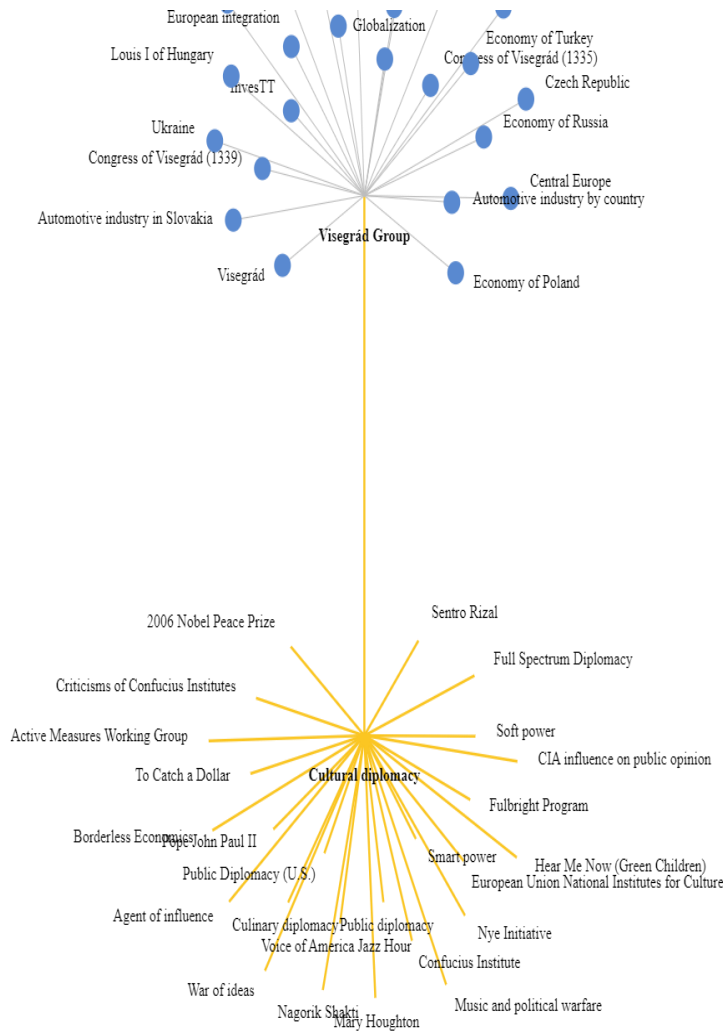 European integration
Globalization
Economy of Turkey
Louis I of Hungary
Congress of Visegrád (1335)
InvesTT
Czech Republic
Ukraine
Economy of Russia
Congress of Visegrád (1339)
Central Europe
Automotive industry by country
Automotive industry in Slovakia
Visegrád Group
Visegrád
Economy of Poland
Sentro Rizal
2006 Nobel Peace Prize
Full Spectrum Diplomacy
Criticisms of Confucius Institutes
Soft power
Active Measures Working Group
CIA influence on public opinion
To Catch a Dollar
Cultural diplomacy
Fulbright Program
Borderless Economics
Pope John Paul II
Smart power
Hear Me Now (Green Children)
Public Diplomacy (U.S.)
European Union National Institutes for Culture
Agent of influence
Culinary diplomacy
Public diplomacy
Nye Initiative
Voice of America Jazz Hour
Confucius Institute
War of ideas
Music and political warfare
Nagorik Shakti
Mary Houghton